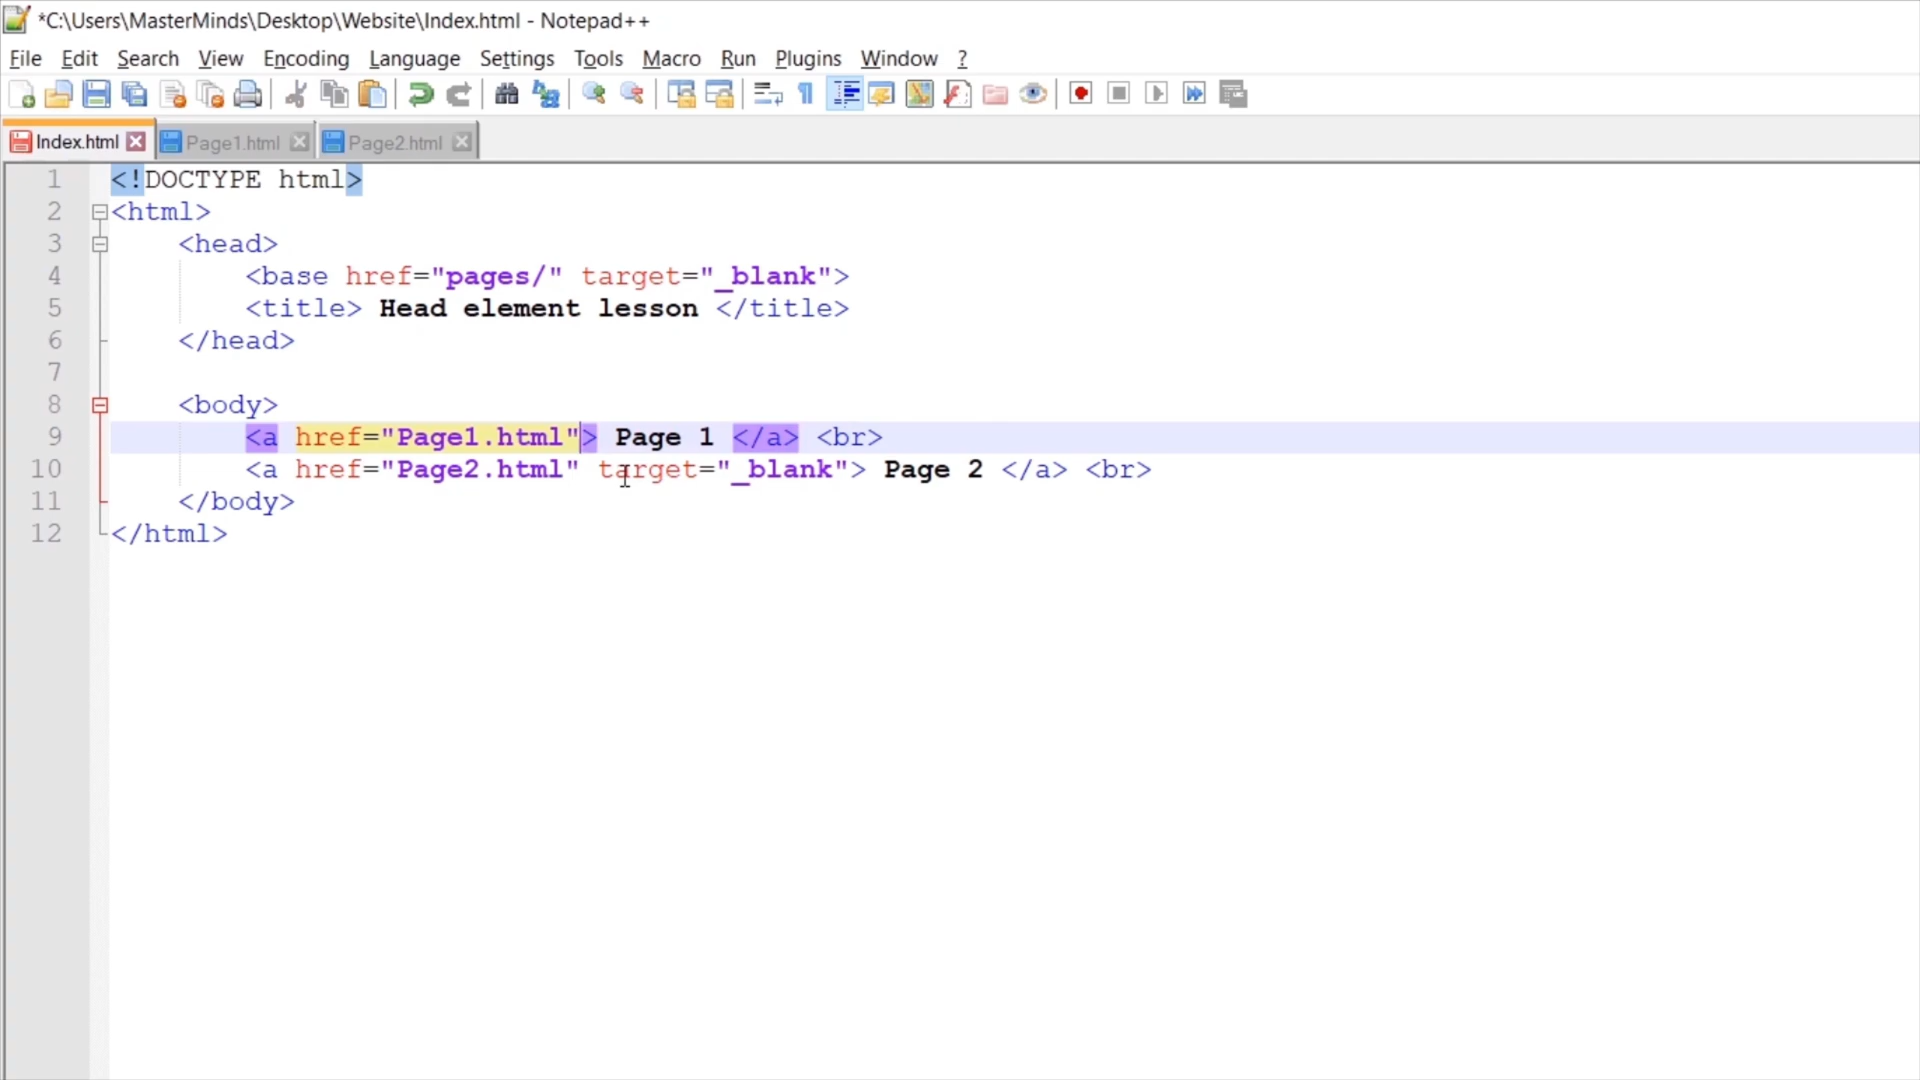 *C:\Users\MasterMinds\Desktop\Website\Index.html - Notepad++
File Edit Search View Encoding Language Settings Tools Macro Run Plugins Window ?
Index.html Page1.html Page2.html
1 <!DOCTYPE html>
2 <html>
3 <head>
4 <base href="pages/" target="_blank">
5 <title> Head element lesson </title>
6 </head>
7
8 <body>
9 <a href="Page1.html"> Page 1 </a> <br>
10 <a href="Page2.html" target="_blank"> Page 2 </a> <br>
11 </body>
12 </html>